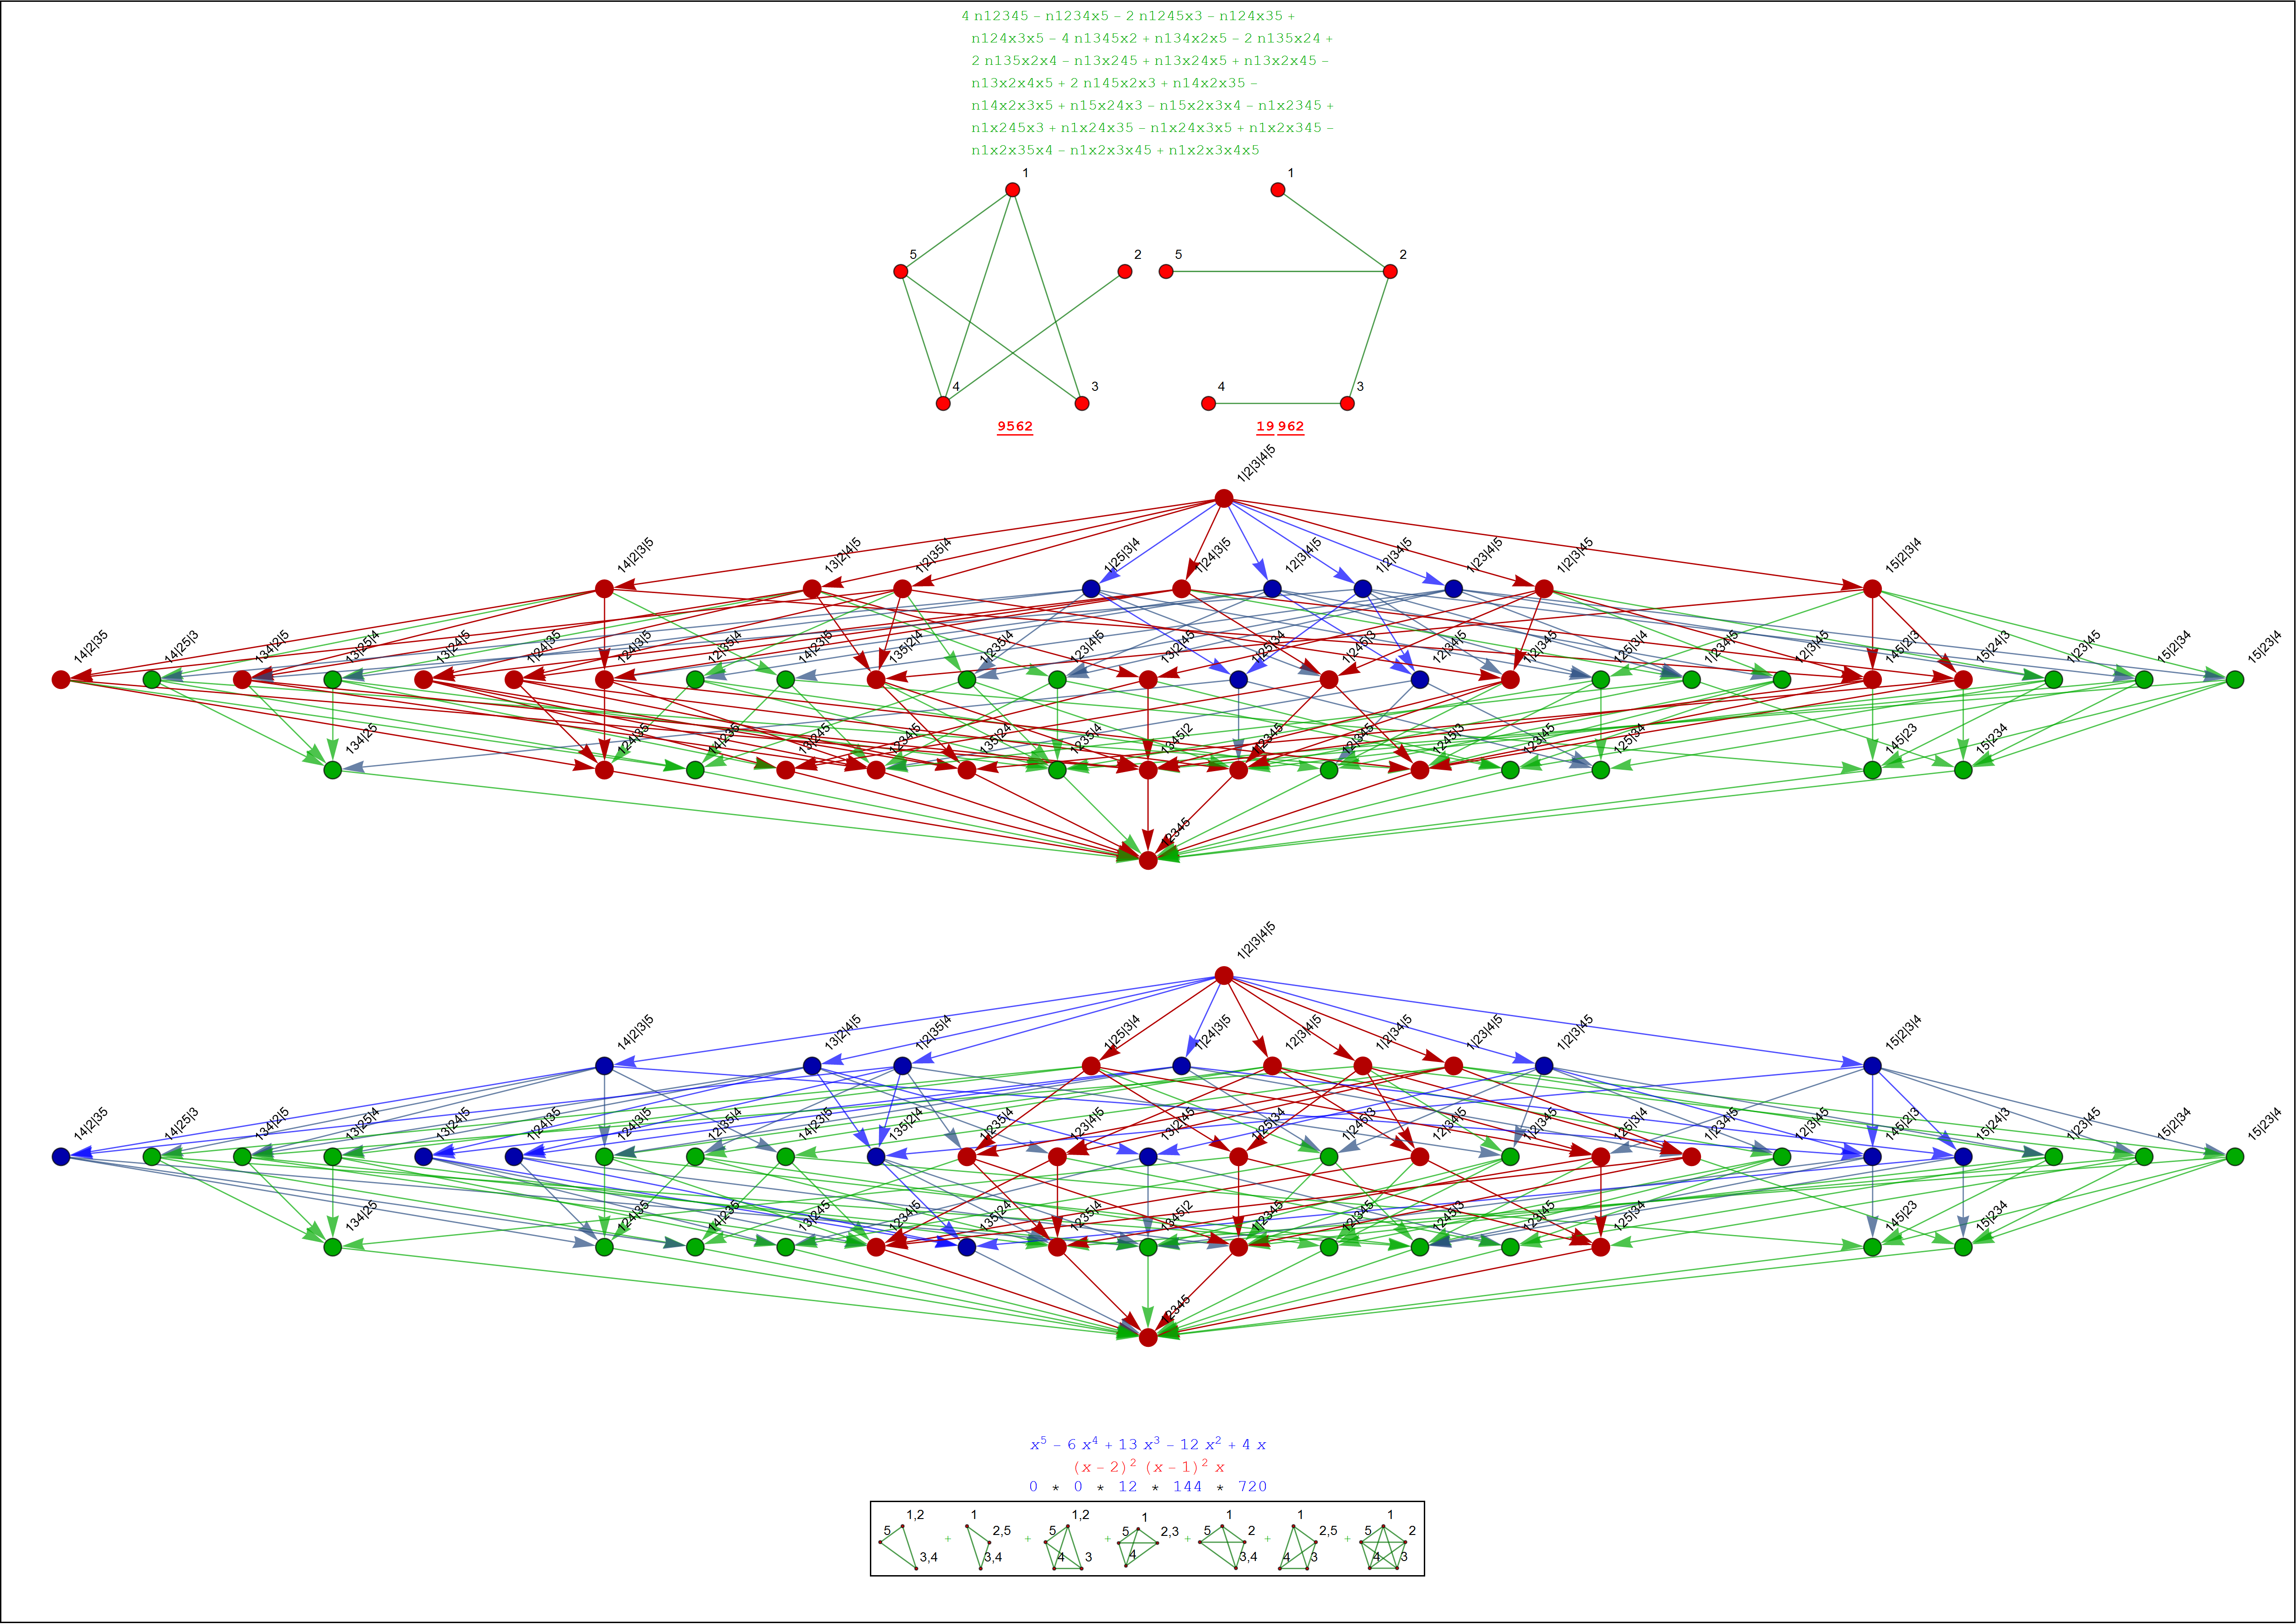 4 n12345 – n1234x5 – 2 n1245x3 – n124x35 +
n124x3x5 – 4 n1345x2 + n134x2x5 – 2 n135x24 +
2 n135x2x4 – n13x245 + n13x24x5 + n13x2x45 –
n13x2x4x5 + 2 n145x2x3 + n14x2x35 –
n14x2x3x5 + n15x24x3 – n15x2x3x4 – n1x2345 +
n1x245x3 + n1x24x35 – n1x24x3x5 + n1x2x345 –
n1x2x35x4 – n1x2x3x45 + n1x2x3x4x5
1 1
5 2 5 2
4 3 4 3
9562 19 962
1|2|3|4|5
14|2|3|5 13|2|4|5 1|2|35|4 1|25|3|4 1|24|3|5 12|3|4|5 1|2|34|5 1|23|4|5 1|2|3|45 15|2|3|4
14|2|35 14|25|3 134|2|5 13|25|4 13|24|5 1|24|35 124|3|5 12|35|4 14|23|5 135|2|4 1|235|4 123|4|5 13|2|45 1|25|34 1|245|3 12|34|5 1|2|345 125|3|4 1|234|5 12|3|45 145|2|3 15|24|3 1|23|45 15|2|34 15|23|4
134|25 124|35 14|235 13|245 1234|5 135|24 1235|4 1345|2 1|2345 12|345 1245|3 123|45 125|34 145|23 15|234
12345
1|2|3|4|5
14|2|3|5 13|2|4|5 1|2|35|4 1|25|3|4 1|24|3|5 12|3|4|5 1|2|34|5 1|23|4|5 1|2|3|45 15|2|3|4
14|2|35 14|25|3 134|2|5 13|25|4 13|24|5 1|24|35 124|3|5 12|35|4 14|23|5 135|2|4 1|235|4 123|4|5 13|2|45 1|25|34 1|245|3 12|34|5 1|2|345 125|3|4 1|234|5 12|3|45 145|2|3 15|24|3 1|23|45 15|2|34 15|23|4
134|25 124|35 14|235 13|245 1234|5 135|24 1235|4 1345|2 1|2345 12|345 1245|3 123|45 125|34 145|23 15|234
12345
x⁵ – 6 x⁴ + 13 x³ – 12 x² + 4 x
(x – 2)² (x – 1)² x
0 * 0 * 12 * 144 * 720
1,2 5 3,4 + 1 2,5 3,4 + 1,2 5 4 3 + 1 5 2,3 4 + 1 5 2 3,4 + 1 2,5 4 3 + 1 5 2 4 3